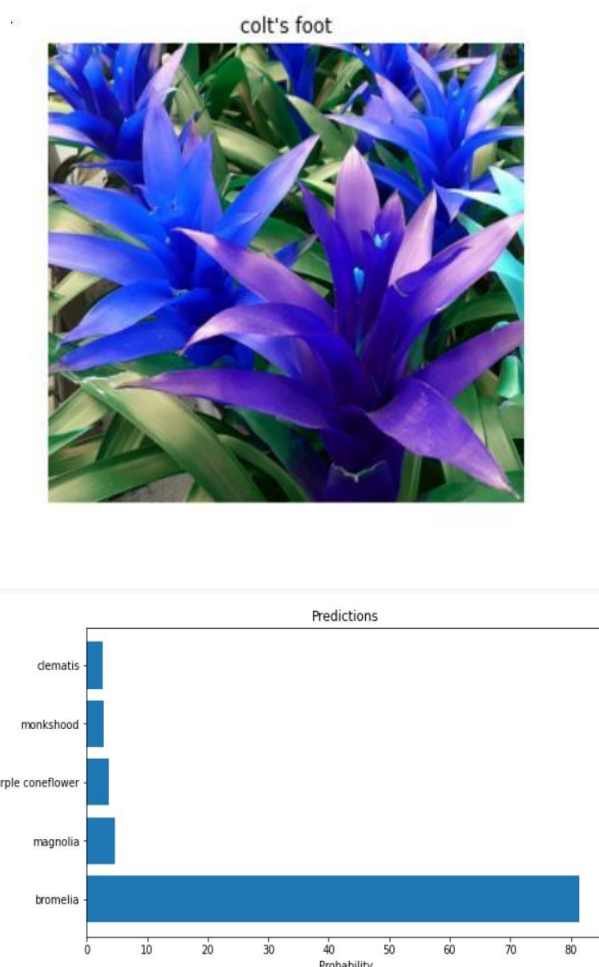 colt's foot
Predictions
clematis
monkshood
rple coneflower
magnolia
bromelia
0 10 20 30 40 50 60 70 80
Probability